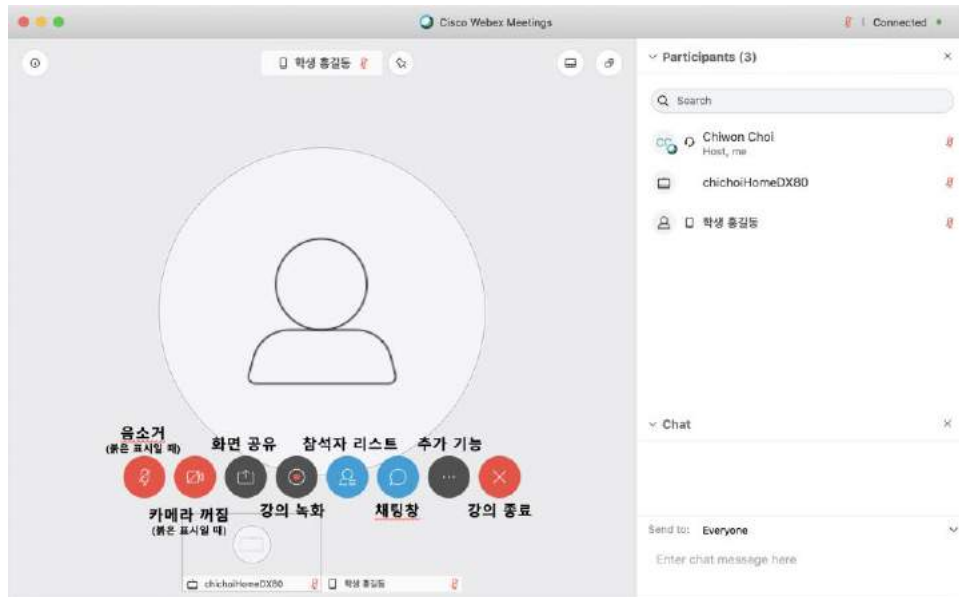 Cisco Webex Meetings
Connected
학생 홍길동
Participants (3)
Search
CC
Chiwon Choi
Host, me
chichoiHomeDX80
학생 홍길동
음소거
(붉은 표시일 때)
화면 공유
참석자 리스트
추가 기능
카메라 꺼짐
(붉은 표시일 때)
강의 녹화
채팅창
강의 종료
chichoiHomeDX80
학생 홍길동
Chat
Send to: Everyone
Enter chat message here